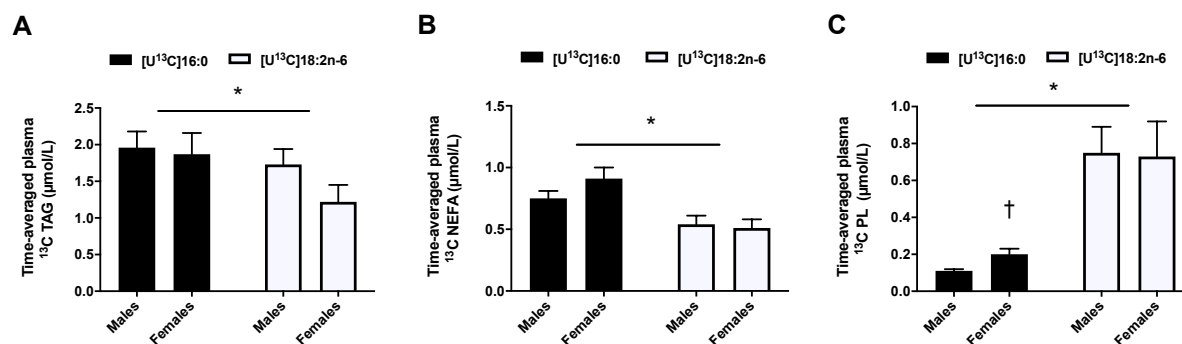 A
[U¹³C]16:0 [U¹³C]18:2n-6
*
Time-averaged plasma
¹³C TAG (µmol/L)
2.5
2.0
1.5
1.0
0.5
0.0
Males
Females
Males
Females
B
[U¹³C]16:0 [U¹³C]18:2n-6
*
Time-averaged plasma
¹³C NEFA (µmol/L)
1.5
1.0
0.5
0.0
Males
Females
Males
Females
C
[U¹³C]16:0 [U¹³C]18:2n-6
*
†
Time-averaged plasma
¹³C PL (µmol/L)
1.0
0.8
0.6
0.4
0.2
0.0
Males
Females
Males
Females